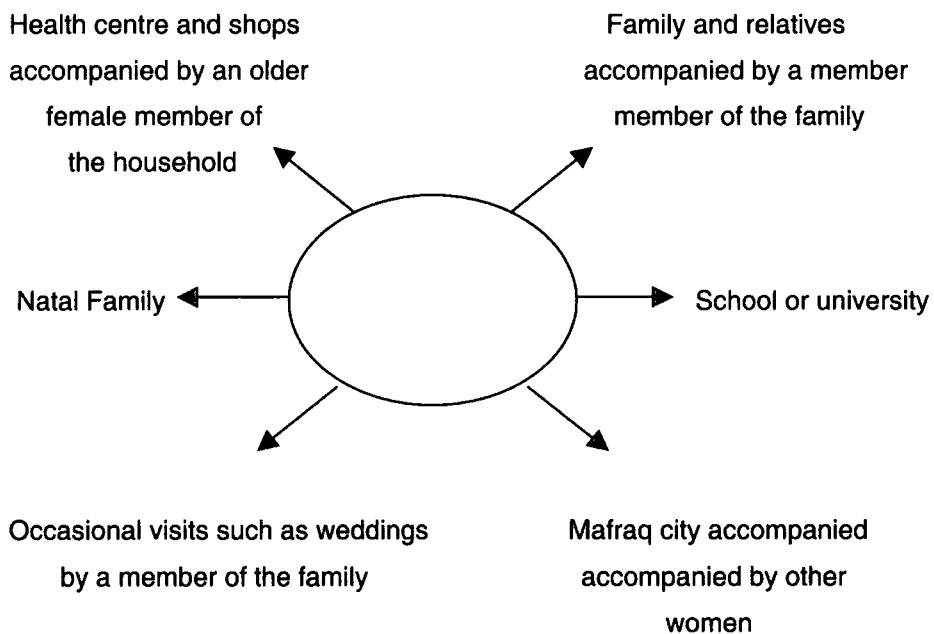 Health centre and shops
accompanied by an older
female member of
the household
Family and relatives
accompanied by a member
member of the family
Natal Family
School or university
Occasional visits such as weddings
by a member of the family
Mafraq city accompanied
accompanied by other
women